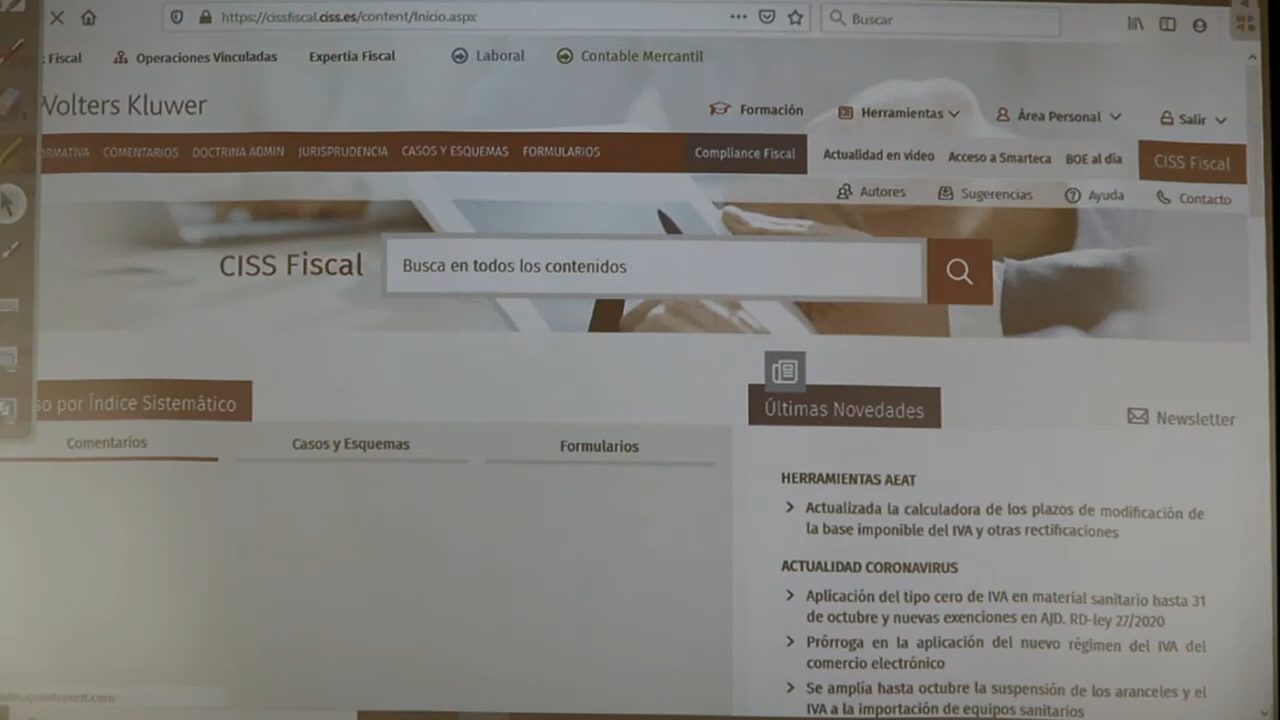 https://cissfiscal.ciss.es/content/Inicio.aspx
Buscar
Fiscal
Operaciones Vinculadas
Expertia Fiscal
Laboral
Contable Mercantil
Wolters Kluwer
Formación
Herramientas
Área Personal
Salir
COMENTARIOS
DOCTRINA ADMIN
JURISPRUDENCIA
CASOS Y ESQUEMAS
FORMULARIOS
Compliance Fiscal
Actualidad en video
Acceso a Smarteca
BOE al día
CISS Fiscal
Autores
Sugerencias
Ayuda
Contacto
CISS Fiscal
Busca en todos los contenidos
por Índice Sistemático
Últimas Novedades
Newsletter
Comentarios
Casos y Esquemas
Formularios
HERRAMIENTAS AEAT
Actualizada la calculadora de los plazos de modificación de
la base imponible del IVA y otras rectificaciones
ACTUALIDAD CORONAVIRUS
Aplicación del tipo cero de IVA en material sanitario hasta 31
de octubre y nuevas exenciones en AJD. RD-ley 27/2020
Prórroga en la aplicación del nuevo régimen del IVA del
comercio electrónico
Se amplía hasta octubre la suspensión de los aranceles y el
IVA a la importación de equipos sanitarios